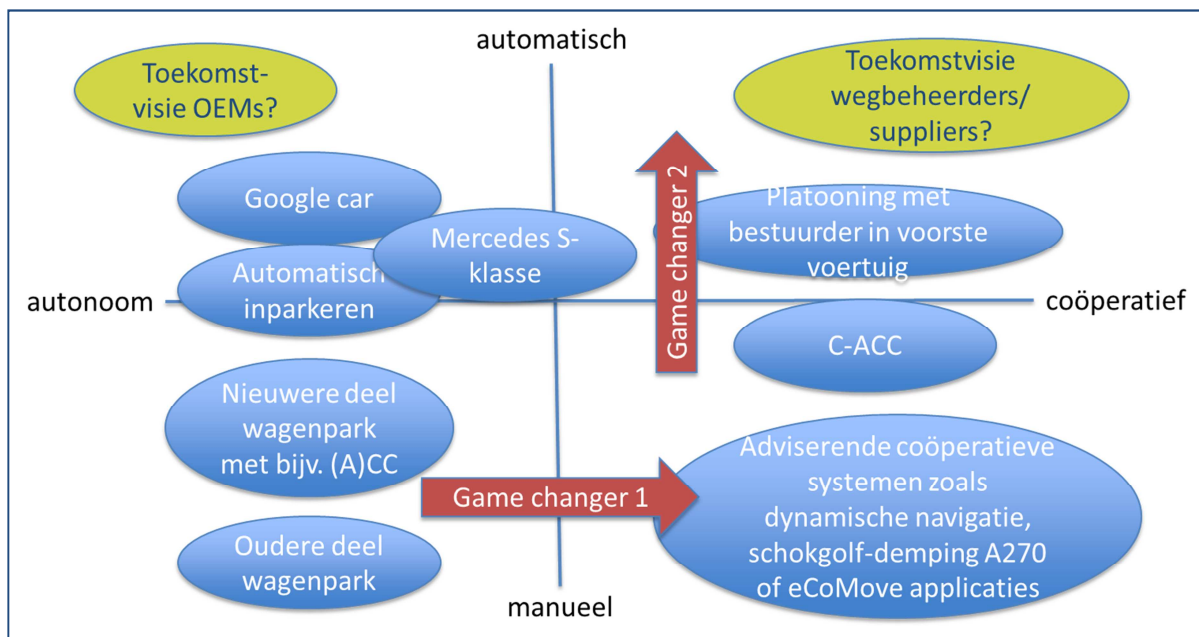 automatisch
Toekomst-
visie OEMs?
Toekomstvisie
wegbeheerders/
suppliers?
Google car
Mercedes S-
klasse
Game changer 2
Platooning met
bestuurder in voorste
voertuig
Automatisch
inparkeren
autonoom
coöperatief
C-ACC
Nieuwere deel
wagenpark
met bijv. (A)CC
Game changer 1
Adviserende coöperatieve
systemen zoals
dynamische navigatie,
schokgolf-demping A270
of eCoMove applicaties
Oudere deel
wagenpark
manueel